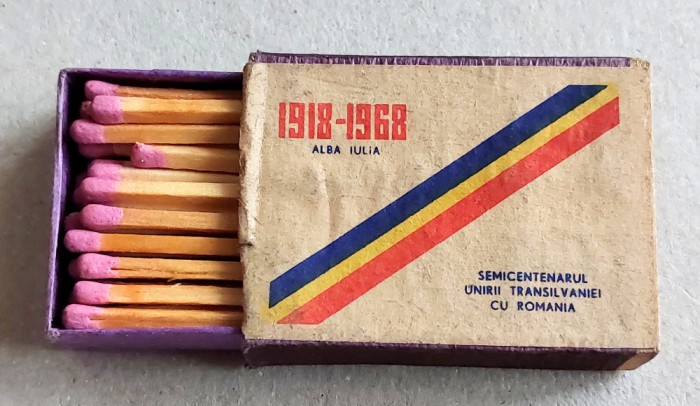 1918-1968
ALBA IULIA
SEMICENTENARUL
UNIRII TRANSILVANIEI
CU ROMANIA